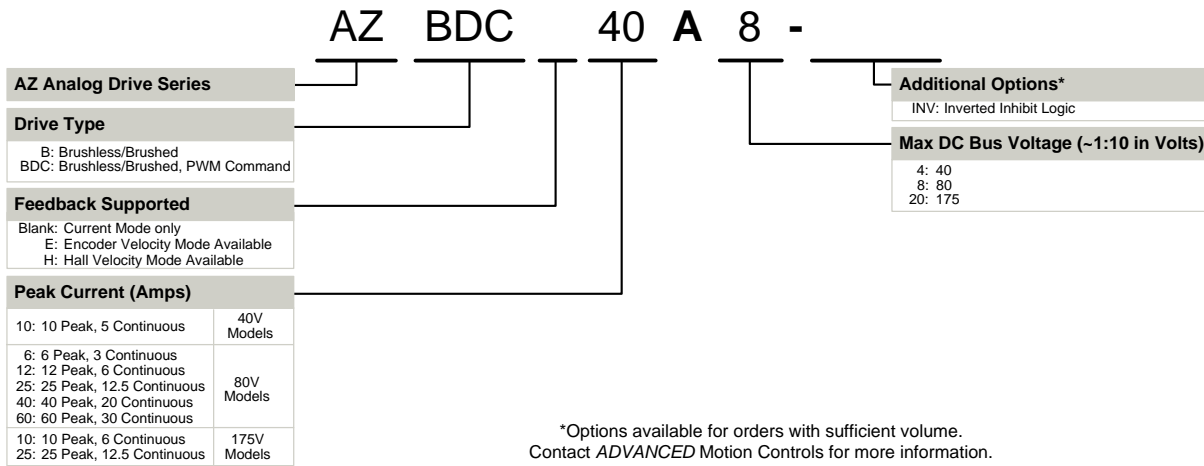 AZ BDC 40 A 8 -
AZ Analog Drive Series
Drive Type
B: Brushless/Brushed
BDC: Brushless/Brushed, PWM Command
Feedback Supported
Blank: Current Mode only
E: Encoder Velocity Mode Available
H: Hall Velocity Mode Available
Peak Current (Amps)
10: 10 Peak, 5 Continuous
40V
Models
6: 6 Peak, 3 Continuous
12: 12 Peak, 6 Continuous
25: 25 Peak, 12.5 Continuous
40: 40 Peak, 20 Continuous
60: 60 Peak, 30 Continuous
80V
Models
10: 10 Peak, 6 Continuous
25: 25 Peak, 12.5 Continuous
175V
Models
Additional Options*
INV: Inverted Inhibit Logic
Max DC Bus Voltage (~1:10 in Volts)
4: 40
8: 80
20: 175
*Options available for orders with sufficient volume.
Contact ADVANCED Motion Controls for more information.